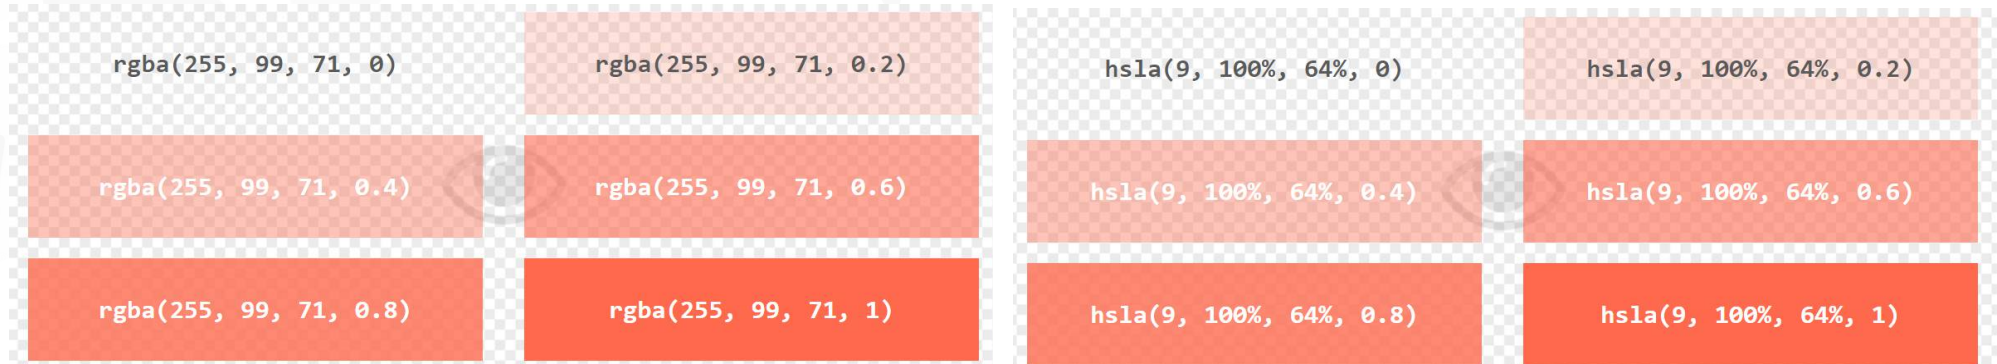 rgba(255, 99, 71, 0)
rgba(255, 99, 71, 0.2)
rgba(255, 99, 71, 0.4)
rgba(255, 99, 71, 0.6)
rgba(255, 99, 71, 0.8)
rgba(255, 99, 71, 1)
hsla(9, 100%, 64%, 0)
hsla(9, 100%, 64%, 0.2)
hsla(9, 100%, 64%, 0.4)
hsla(9, 100%, 64%, 0.6)
hsla(9, 100%, 64%, 0.8)
hsla(9, 100%, 64%, 1)